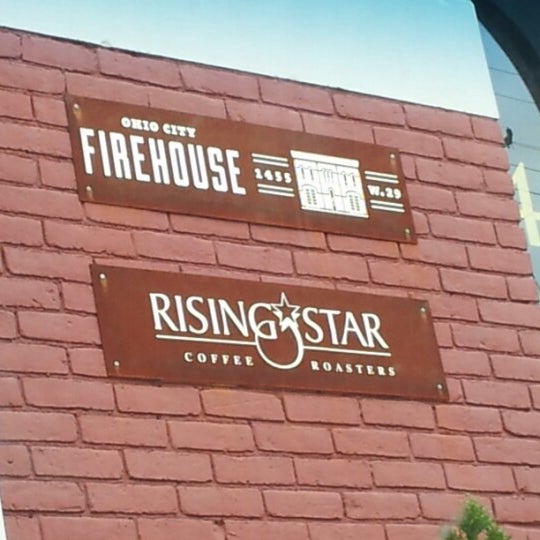 OHIO CITY
FIREHOUSE
1455 W.29
RISING STAR
COFFEE ROASTERS